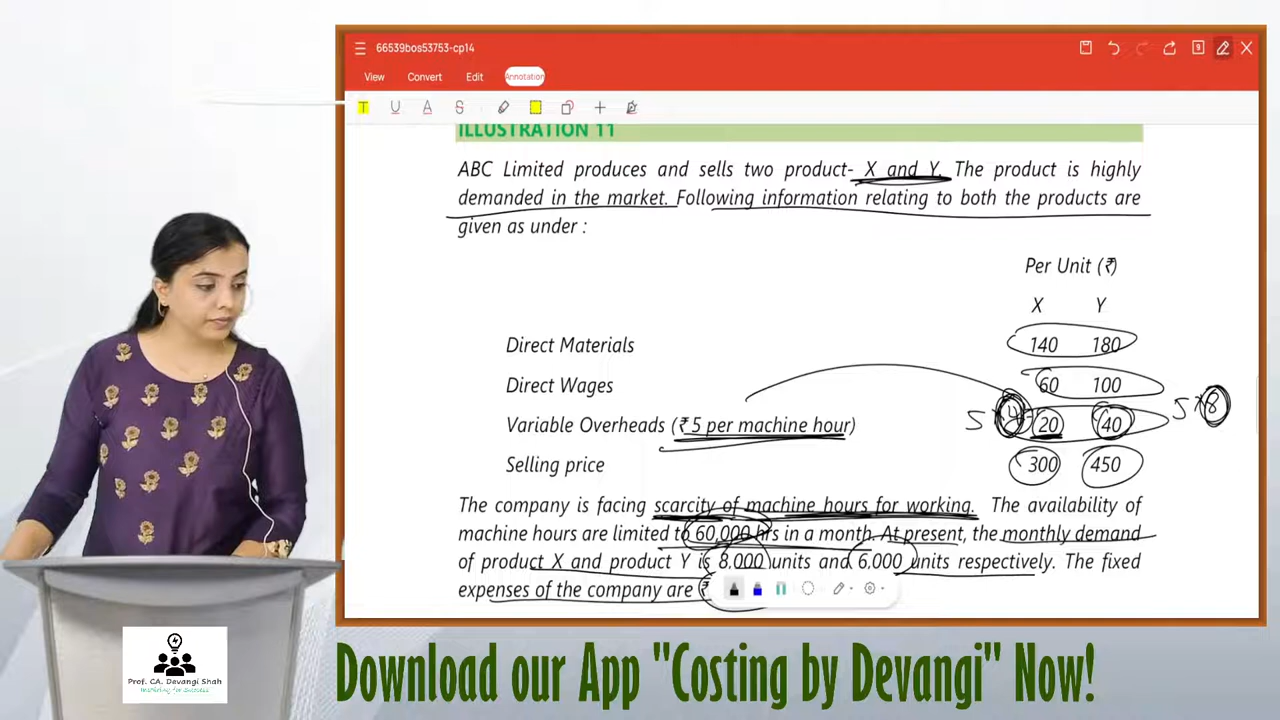 66539bos53753-cp14
View Convert Edit Annotation
T U A S
ILLUSTRATION 11
ABC Limited produces and sells two product- X and Y. The product is highly
demanded in the market. Following information relating to both the products are
given as under :
Per Unit (₹)
X Y
Direct Materials 140 180
Direct Wages 60 100
Variable Overheads (₹ 5 per machine hour) 5 × 4 20 40 5 × 8
Selling price 300 450
The company is facing scarcity of machine hours for working. The availability of
machine hours are limited to 60,000 hrs in a month. At present, the monthly demand
of product X and product Y is 8,000 units and 6,000 units respectively. The fixed
expenses of the company are ₹
Prof. CA. Devangi Shah
Inspiring for Success
Download our App "Costing by Devangi" Now!